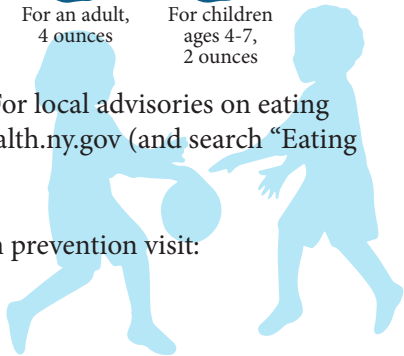 For an adult,
4 ounces
For children
ages 4-7,
2 ounces
For local advisories on eating
alth.ny.gov (and search “Eating
prevention visit: